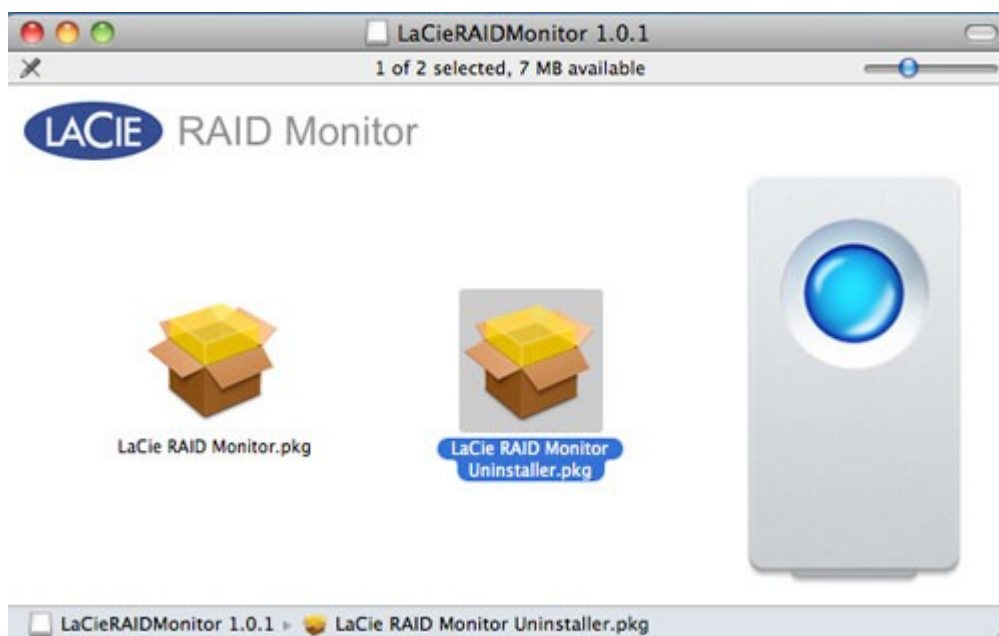 LaCieRAIDMonitor 1.0.1
1 of 2 selected, 7 MB available
LACIE RAID Monitor
LaCie RAID Monitor.pkg
LaCie RAID Monitor
Uninstaller.pkg
LaCieRAIDMonitor 1.0.1 ▸ LaCie RAID Monitor Uninstaller.pkg